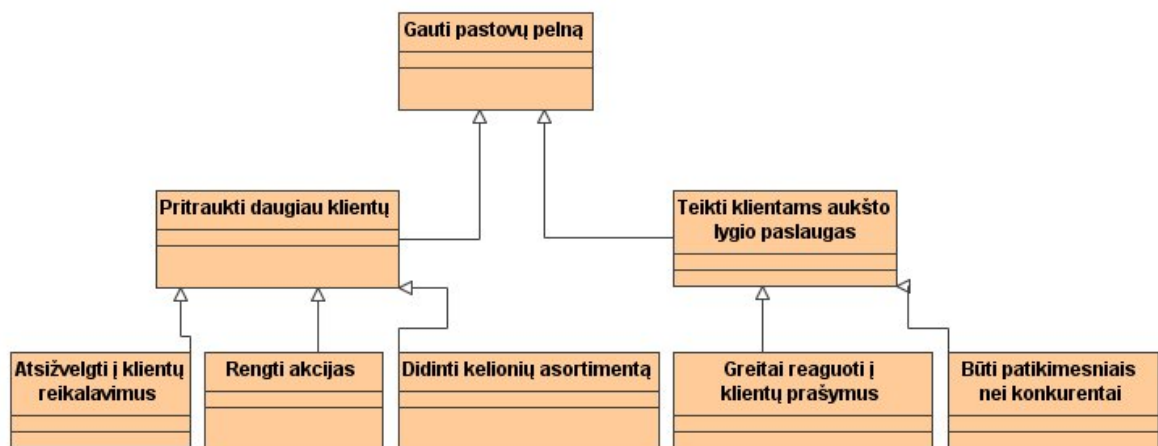 Gauti pastovų pelną
Pritraukti daugiau klientų
Teikti klientams aukšto
lygio paslaugas
Atsižvelgti į klientų
reikalavimus
Rengti akcijas
Didinti kelionių asortimentą
Greitai reaguoti į
klientų prašymus
Būti patikimesniais
nei konkurentai